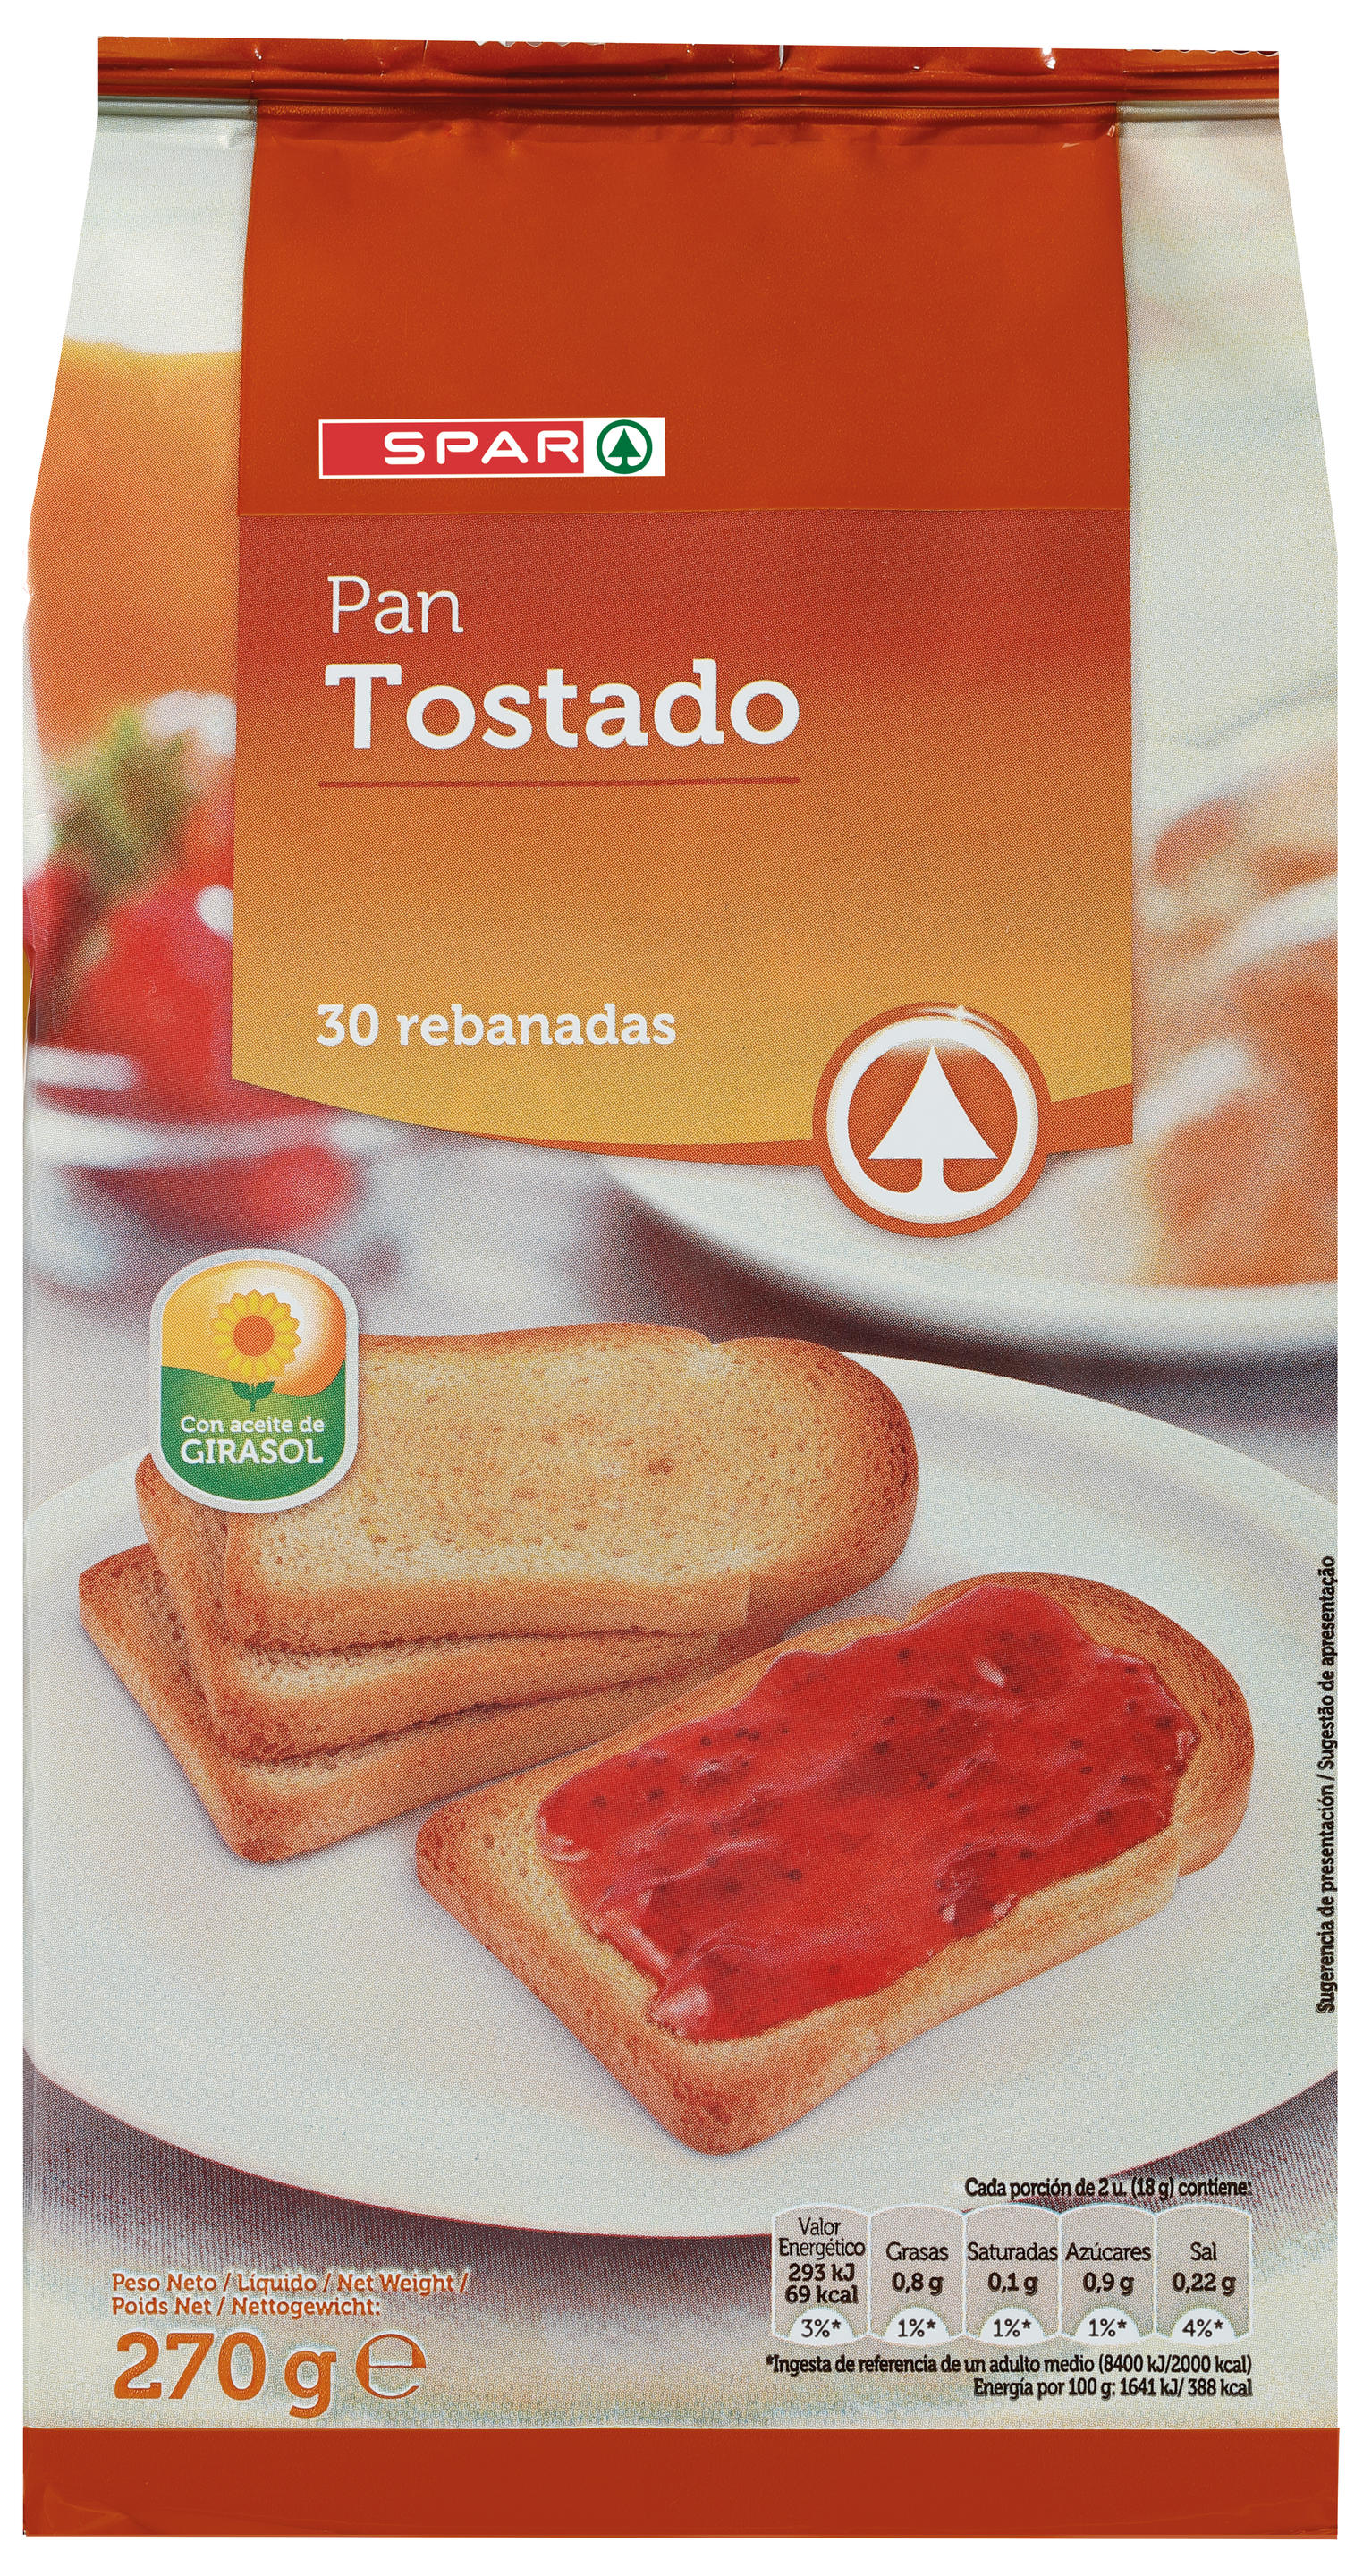 SPAR
Pan
Tostado
30 rebanadas
Con aceite de
GIRASOL
Sugerencia de presentación / Sugestão de apresentação
Cada porción de 2 u. (18 g) contiene:
Valor
Energético
293 kJ
69 kcal
3%*
Grasas
0,8 g
1%*
Saturadas
0,1 g
1%*
Azúcares
0,9 g
1%*
Sal
0,22 g
4%*
*Ingesta de referencia de un adulto medio (8400 kJ/2000 kcal)
Energía por 100 g: 1641 kJ/ 388 kcal
Peso Neto / Líquido / Net Weight /
Poids Net / Nettogewicht:
270 g e